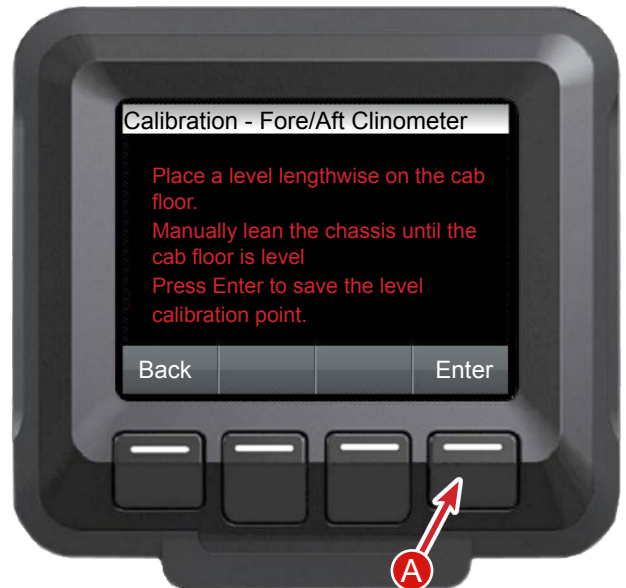 Calibration - Fore/Aft Clinometer
Place a level lengthwise on the cab
floor.
Manually lean the chassis until the
cab floor is level
Press Enter to save the level
calibration point.
Back
Enter
A